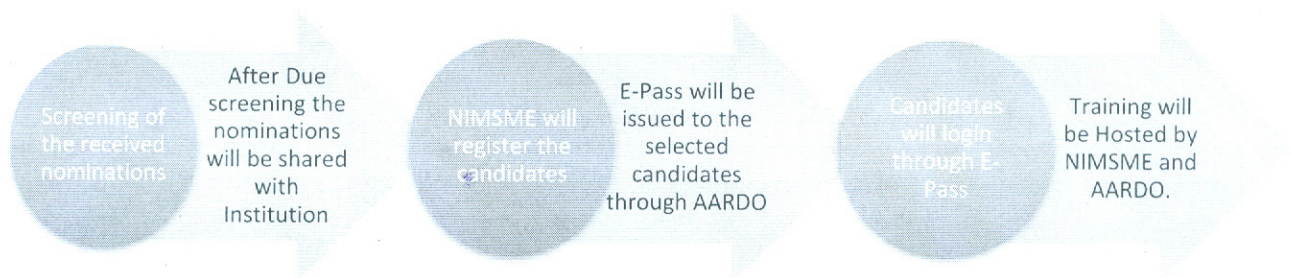 Screening of
the received
nominations
After Due
screening the
nominations
will be shared
with
Institution
NIMSME will
register the
candidates
E-Pass will be
issued to the
selected
candidates
through AARDO
Candidates
will login
through E-
Pass
Training will
be Hosted by
NIMSME and
AARDO.